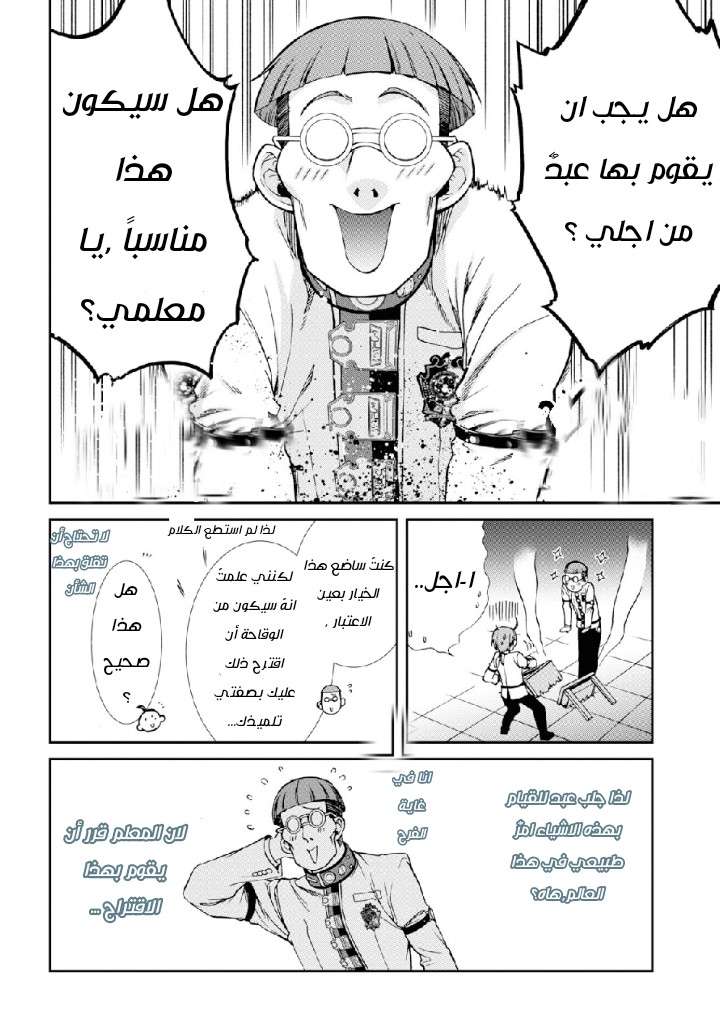 هل يجب ان
يقوم بها عبدٌ
من اجلي ؟
هل سيكون
هذا
مناسباً ,يا
معلمي؟
ا-اجل..
كنتُ ساضع هذا
الخيار بعين
الاعتبار ,
لكنني علمتُ
انهُ سيكون من
الوقاحة أن
اقترح ذلك
عليك بصفتي
تلميذك...
لذا لم استطع الكلام
هل
هذا
صحيح
؟
لا تحتاج أن
تقلق بهذا
الشأن
لذا جلب عبد للقيام
بهذه الاشياء امرٌ
طبيعي في هذا
العالم,هاه؟
انا في
غاية
الفرح
لان المعلم قرر أن
يقوم بهذا
الاقتراح ...